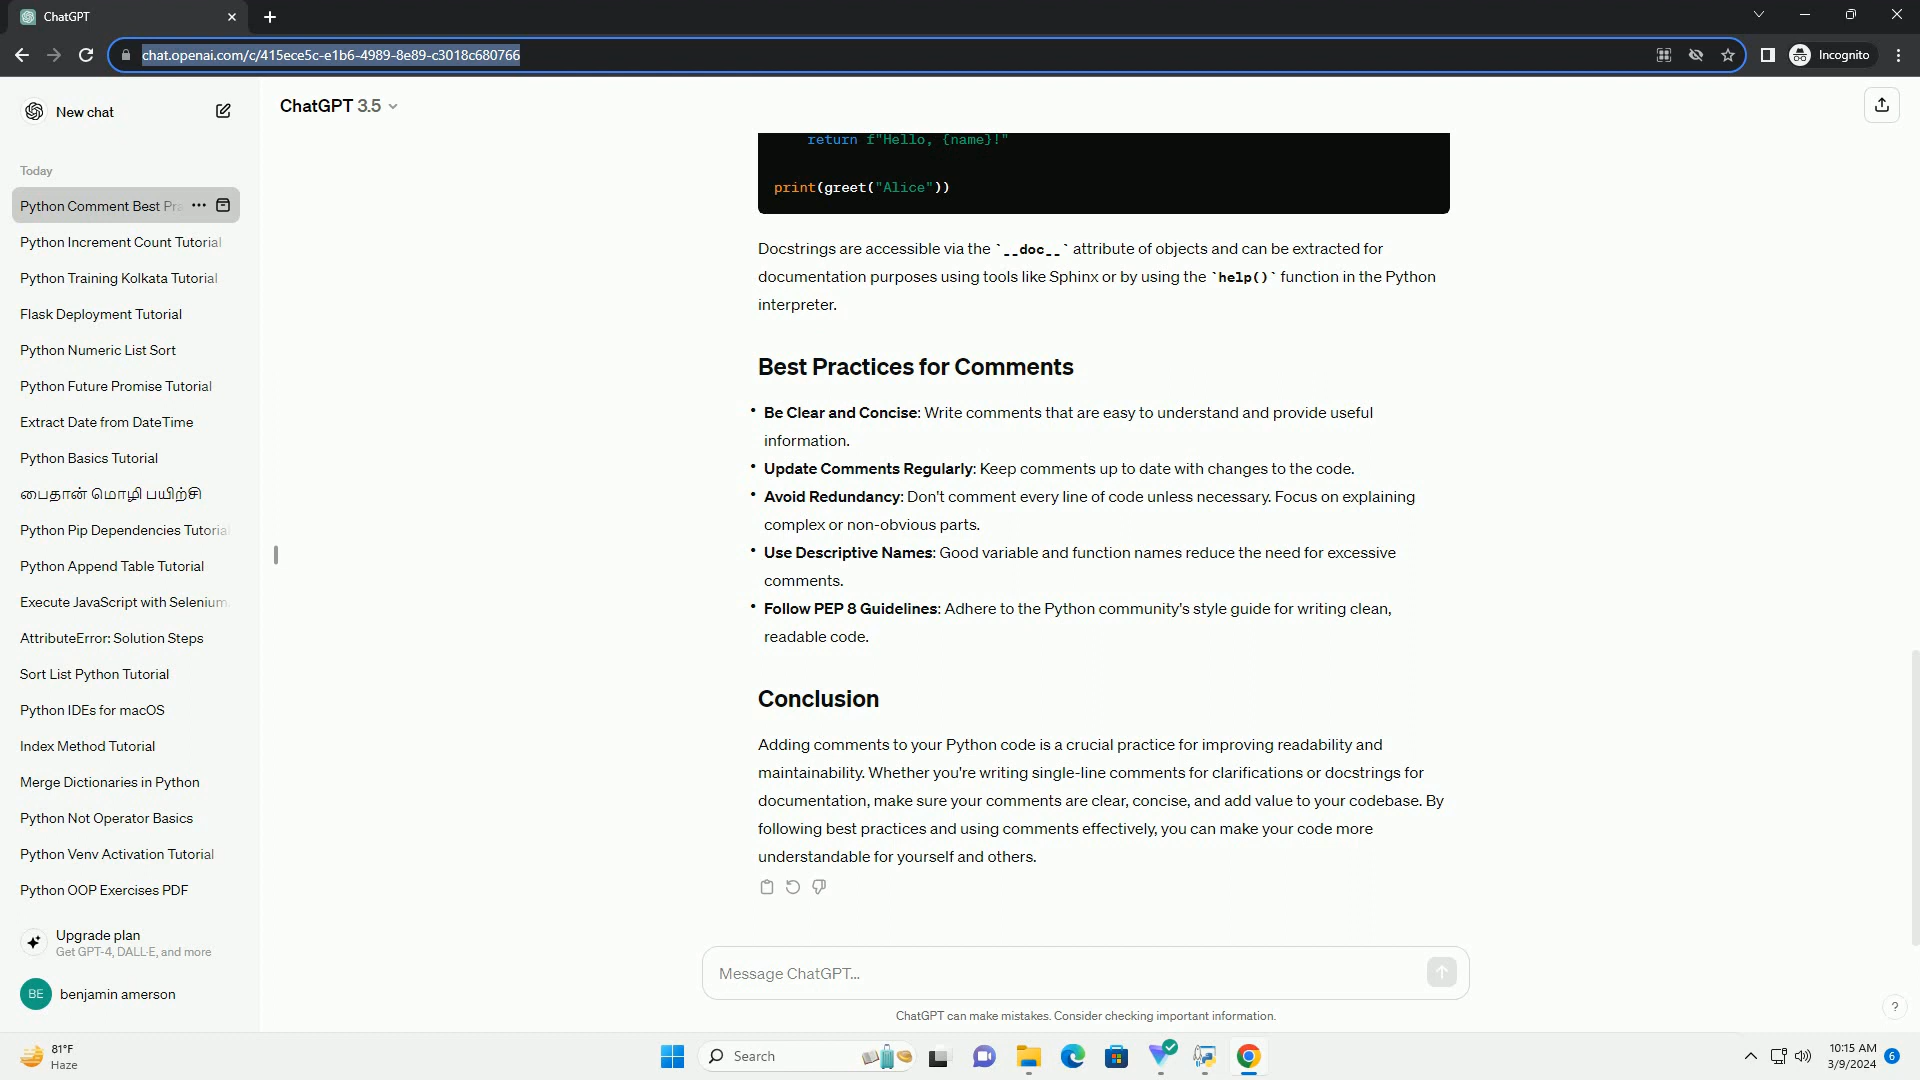 ChatGPT
chat.openai.com/c/415ece5c-e1b6-4989-8e89-c3018c680766
Incognito
New chat
Today
Python Comment Best Pra
Python Increment Count Tutorial
Python Training Kolkata Tutorial
Flask Deployment Tutorial
Python Numeric List Sort
Python Future Promise Tutorial
Extract Date from DateTime
Python Basics Tutorial
பைதான் மொழி பயிற்சி
Python Pip Dependencies Tutorial
Python Append Table Tutorial
Execute JavaScript with Selenium
AttributeError: Solution Steps
Sort List Python Tutorial
Python IDEs for macOS
Index Method Tutorial
Merge Dictionaries in Python
Python Not Operator Basics
Python Venv Activation Tutorial
Python OOP Exercises PDF
Upgrade plan
Get GPT-4, DALL·E, and more
BE benjamin amerson
ChatGPT 3.5
return f"Hello, {name}!"
print(greet("Alice"))
Docstrings are accessible via the `__doc__` attribute of objects and can be extracted for
documentation purposes using tools like Sphinx or by using the `help()` function in the Python
interpreter.
Best Practices for Comments
• Be Clear and Concise: Write comments that are easy to understand and provide useful
information.
• Update Comments Regularly: Keep comments up to date with changes to the code.
• Avoid Redundancy: Don't comment every line of code unless necessary. Focus on explaining
complex or non-obvious parts.
• Use Descriptive Names: Good variable and function names reduce the need for excessive
comments.
• Follow PEP 8 Guidelines: Adhere to the Python community's style guide for writing clean,
readable code.
Conclusion
Adding comments to your Python code is a crucial practice for improving readability and
maintainability. Whether you're writing single-line comments for clarifications or docstrings for
documentation, make sure your comments are clear, concise, and add value to your codebase. By
following best practices and using comments effectively, you can make your code more
understandable for yourself and others.
Message ChatGPT...
ChatGPT can make mistakes. Consider checking important information.
?
81°F
Haze
Search
10:15 AM
3/9/2024
6